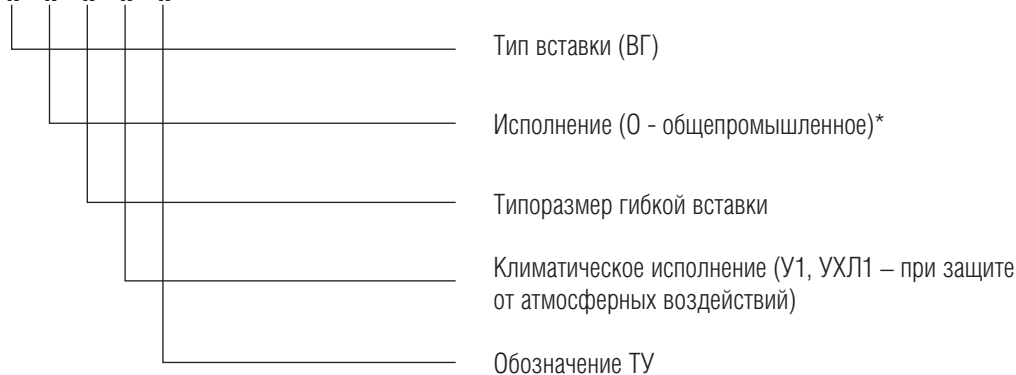 Тип вставки (ВГ)
Исполнение (О - общепромышленное)*
Типоразмер гибкой вставки
Климатическое исполнение (У1, УХЛ1 – при защите
от атмосферных воздействий)
Обозначение ТУ